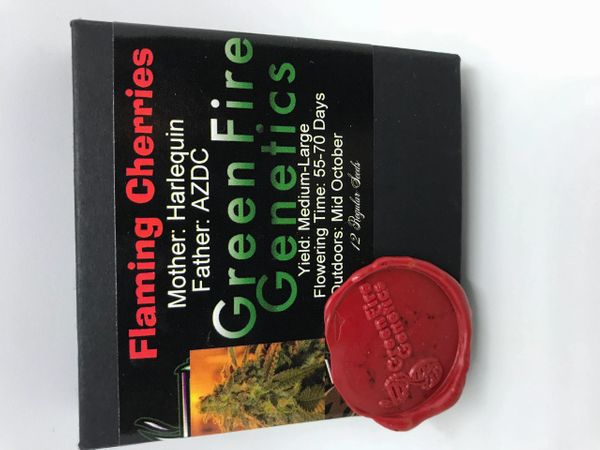 Flaming Cherries
Mother: Harlequin
Father: AZDC
Green Fire
Genetics
Yield: Medium-Large
Flowering Time: 55-70 Days
Outdoors: Mid October
12 Regular Seeds
Green Fire
Genetics